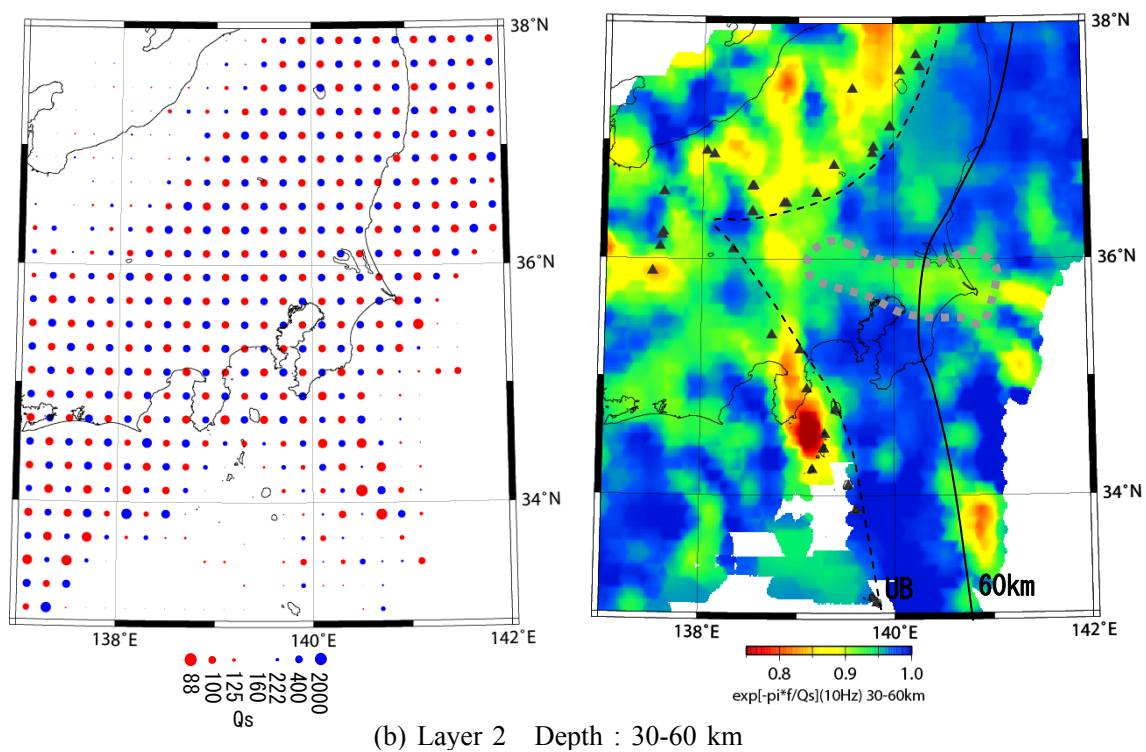 38°N
36°N
34°N
138°E
140°E
142°E
88
100
125
160
222
400
2000
Qs
38°N
36°N
34°N
UB
60km
138°E
140°E
142°E
0.8 0.9 1.0
exp[-pi*f/Qs](10Hz) 30-60km
(b) Layer 2 Depth : 30-60 km